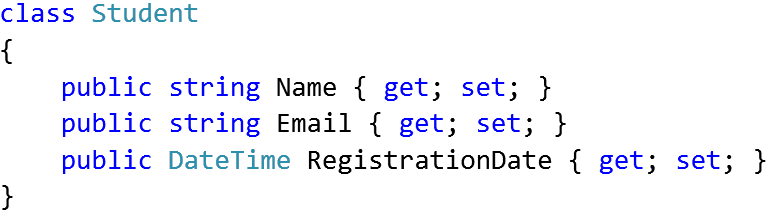 class Student
{
    public string Name { get; set; }
    public string Email { get; set; }
    public DateTime RegistrationDate { get; set; }
}